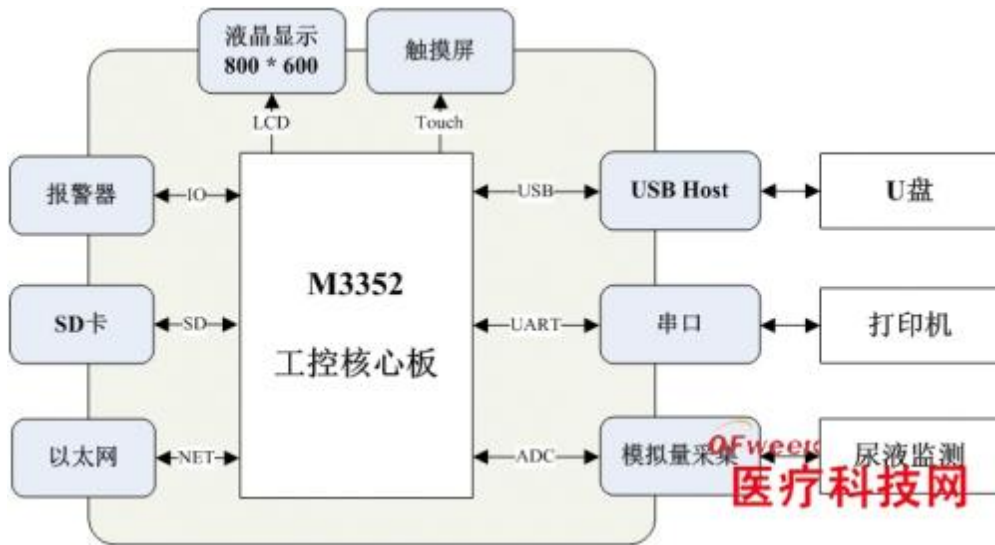 液晶显示
800 * 600
触摸屏
LCD
Touch
报警器
IO
USB
USB Host
U盘
M3352
工控核心板
SD卡
SD
UART
串口
打印机
以太网
NET
ADC
模拟量采集
OFweek
尿液监测
医疗科技网